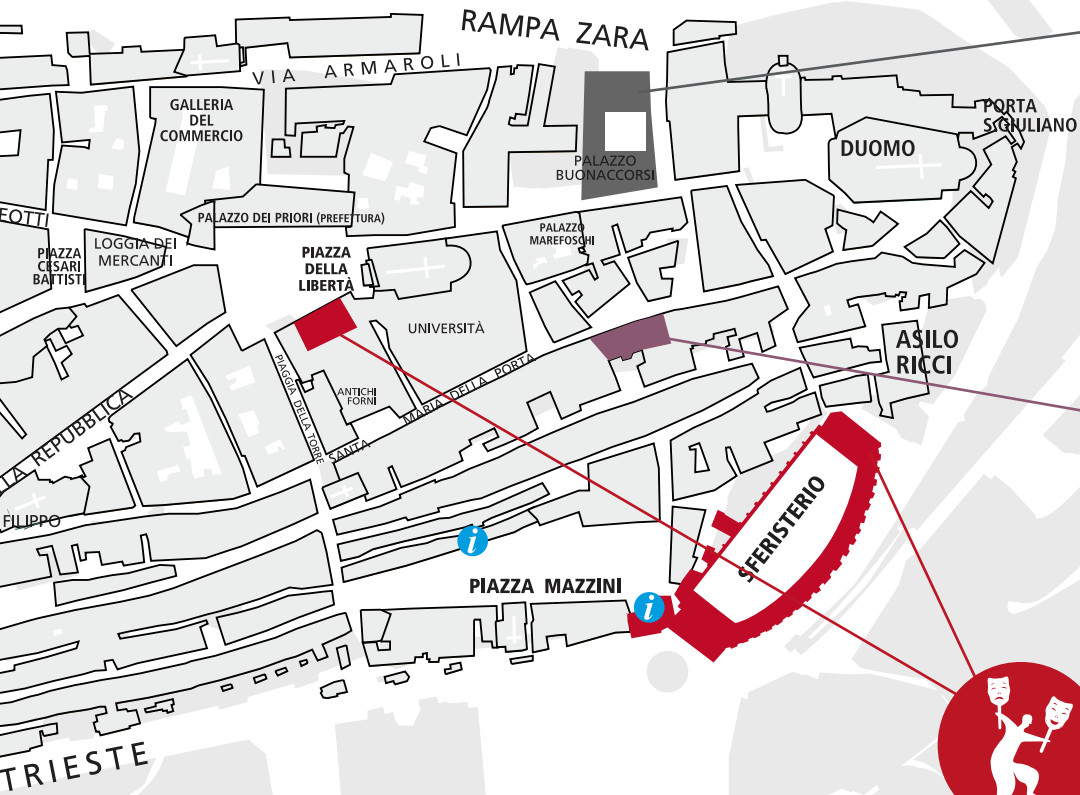 RAMPA ZARA
VIA ARMAROLI
GALLERIA
DEL
COMMERCIO
PORTA
S.GIULIANO
DUOMO
PALAZZO
BUONACCORSI
EOTTI
PALAZZO DEI PRIORI (PREFETTURA)
PALAZZO
MAREFOSCHI
PIAZZA
CESARI
BATTISTI
LOGGIA DEI
MERCANTI
PIAZZA
DELLA
LIBERTÀ
UNIVERSITÀ
ASILO
RICCI
PIAGGIA DELLA TORRE
ANTICHI
FORNI
SANTA MARIA DELLA PORTA
TA REPUBBLICA
FILIPPO
SFERISTERIO
i
PIAZZA MAZZINI
i
TRIESTE